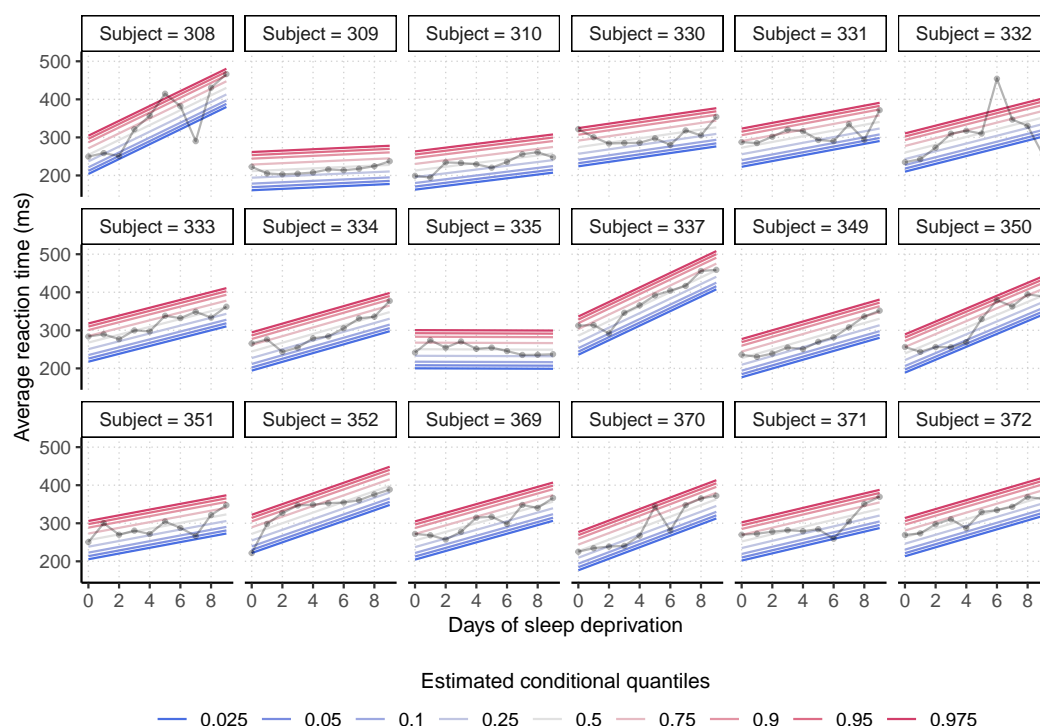 Subject = 308 Subject = 309 Subject = 310 Subject = 330 Subject = 331 Subject = 332
500
400
300
200
Subject = 333 Subject = 334 Subject = 335 Subject = 337 Subject = 349 Subject = 350
500
400
300
200
Subject = 351 Subject = 352 Subject = 369 Subject = 370 Subject = 371 Subject = 372
500
400
300
200
0 2 4 6 8 0 2 4 6 8 0 2 4 6 8 0 2 4 6 8 0 2 4 6 8 0 2 4 6 8
Average reaction time (ms)
Days of sleep deprivation
Estimated conditional quantiles
0.025 0.05 0.1 0.25 0.5 0.75 0.9 0.95 0.975